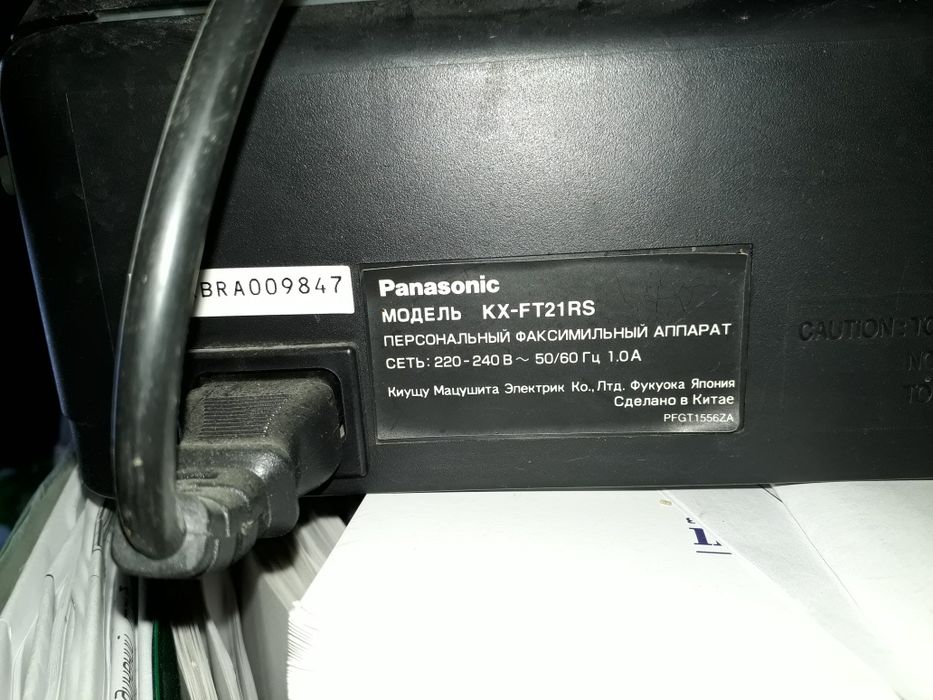 BRA009847
Panasonic
МОДЕЛЬ KX-FT21RS
ПЕРСОНАЛЬНЫЙ ФАКСИМИЛЬНЫЙ АППАРАТ
СЕТЬ: 220-240 В ~ 50/60 Гц 1.0 А
Киущу Мацушита Электрик Ко., Лтд. Фукуока Япония
Сделано в Китае
PFGT1556ZA
CAUTION: